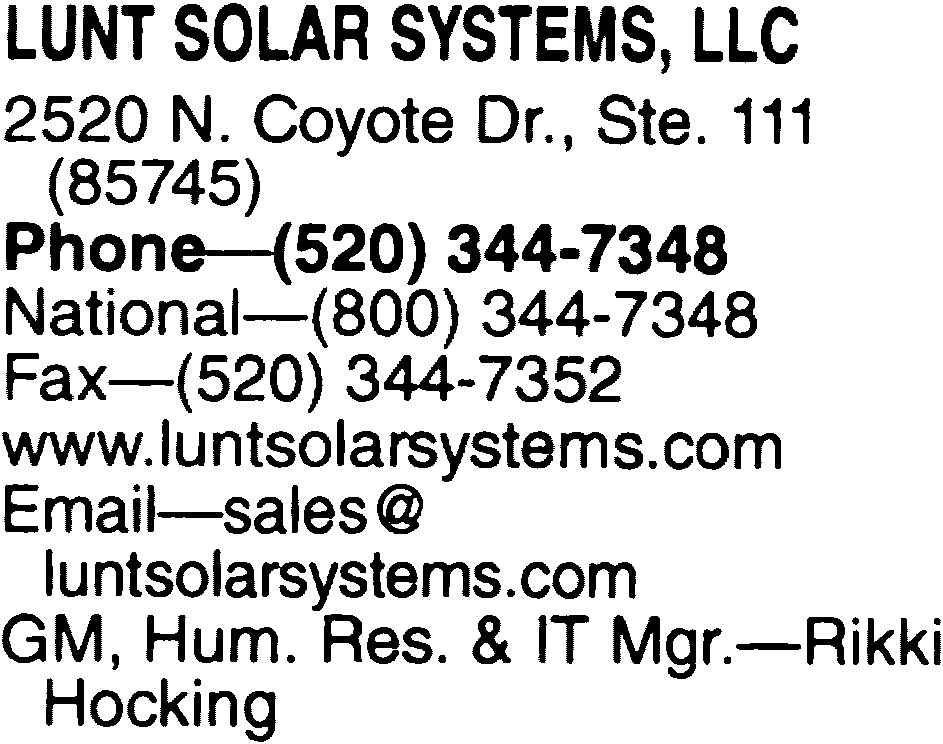 LUNT SOLAR SYSTEMS, LLC
2520 N. Coyote Dr., Ste. 111
(85745)
Phone—(520) 344-7348
National—(800) 344-7348
Fax—(520) 344-7352
www.luntsolarsystems.com
Email—sales@
luntsolarsystems.com
GM, Hum. Res. & IT Mgr.—Rikki
Hocking